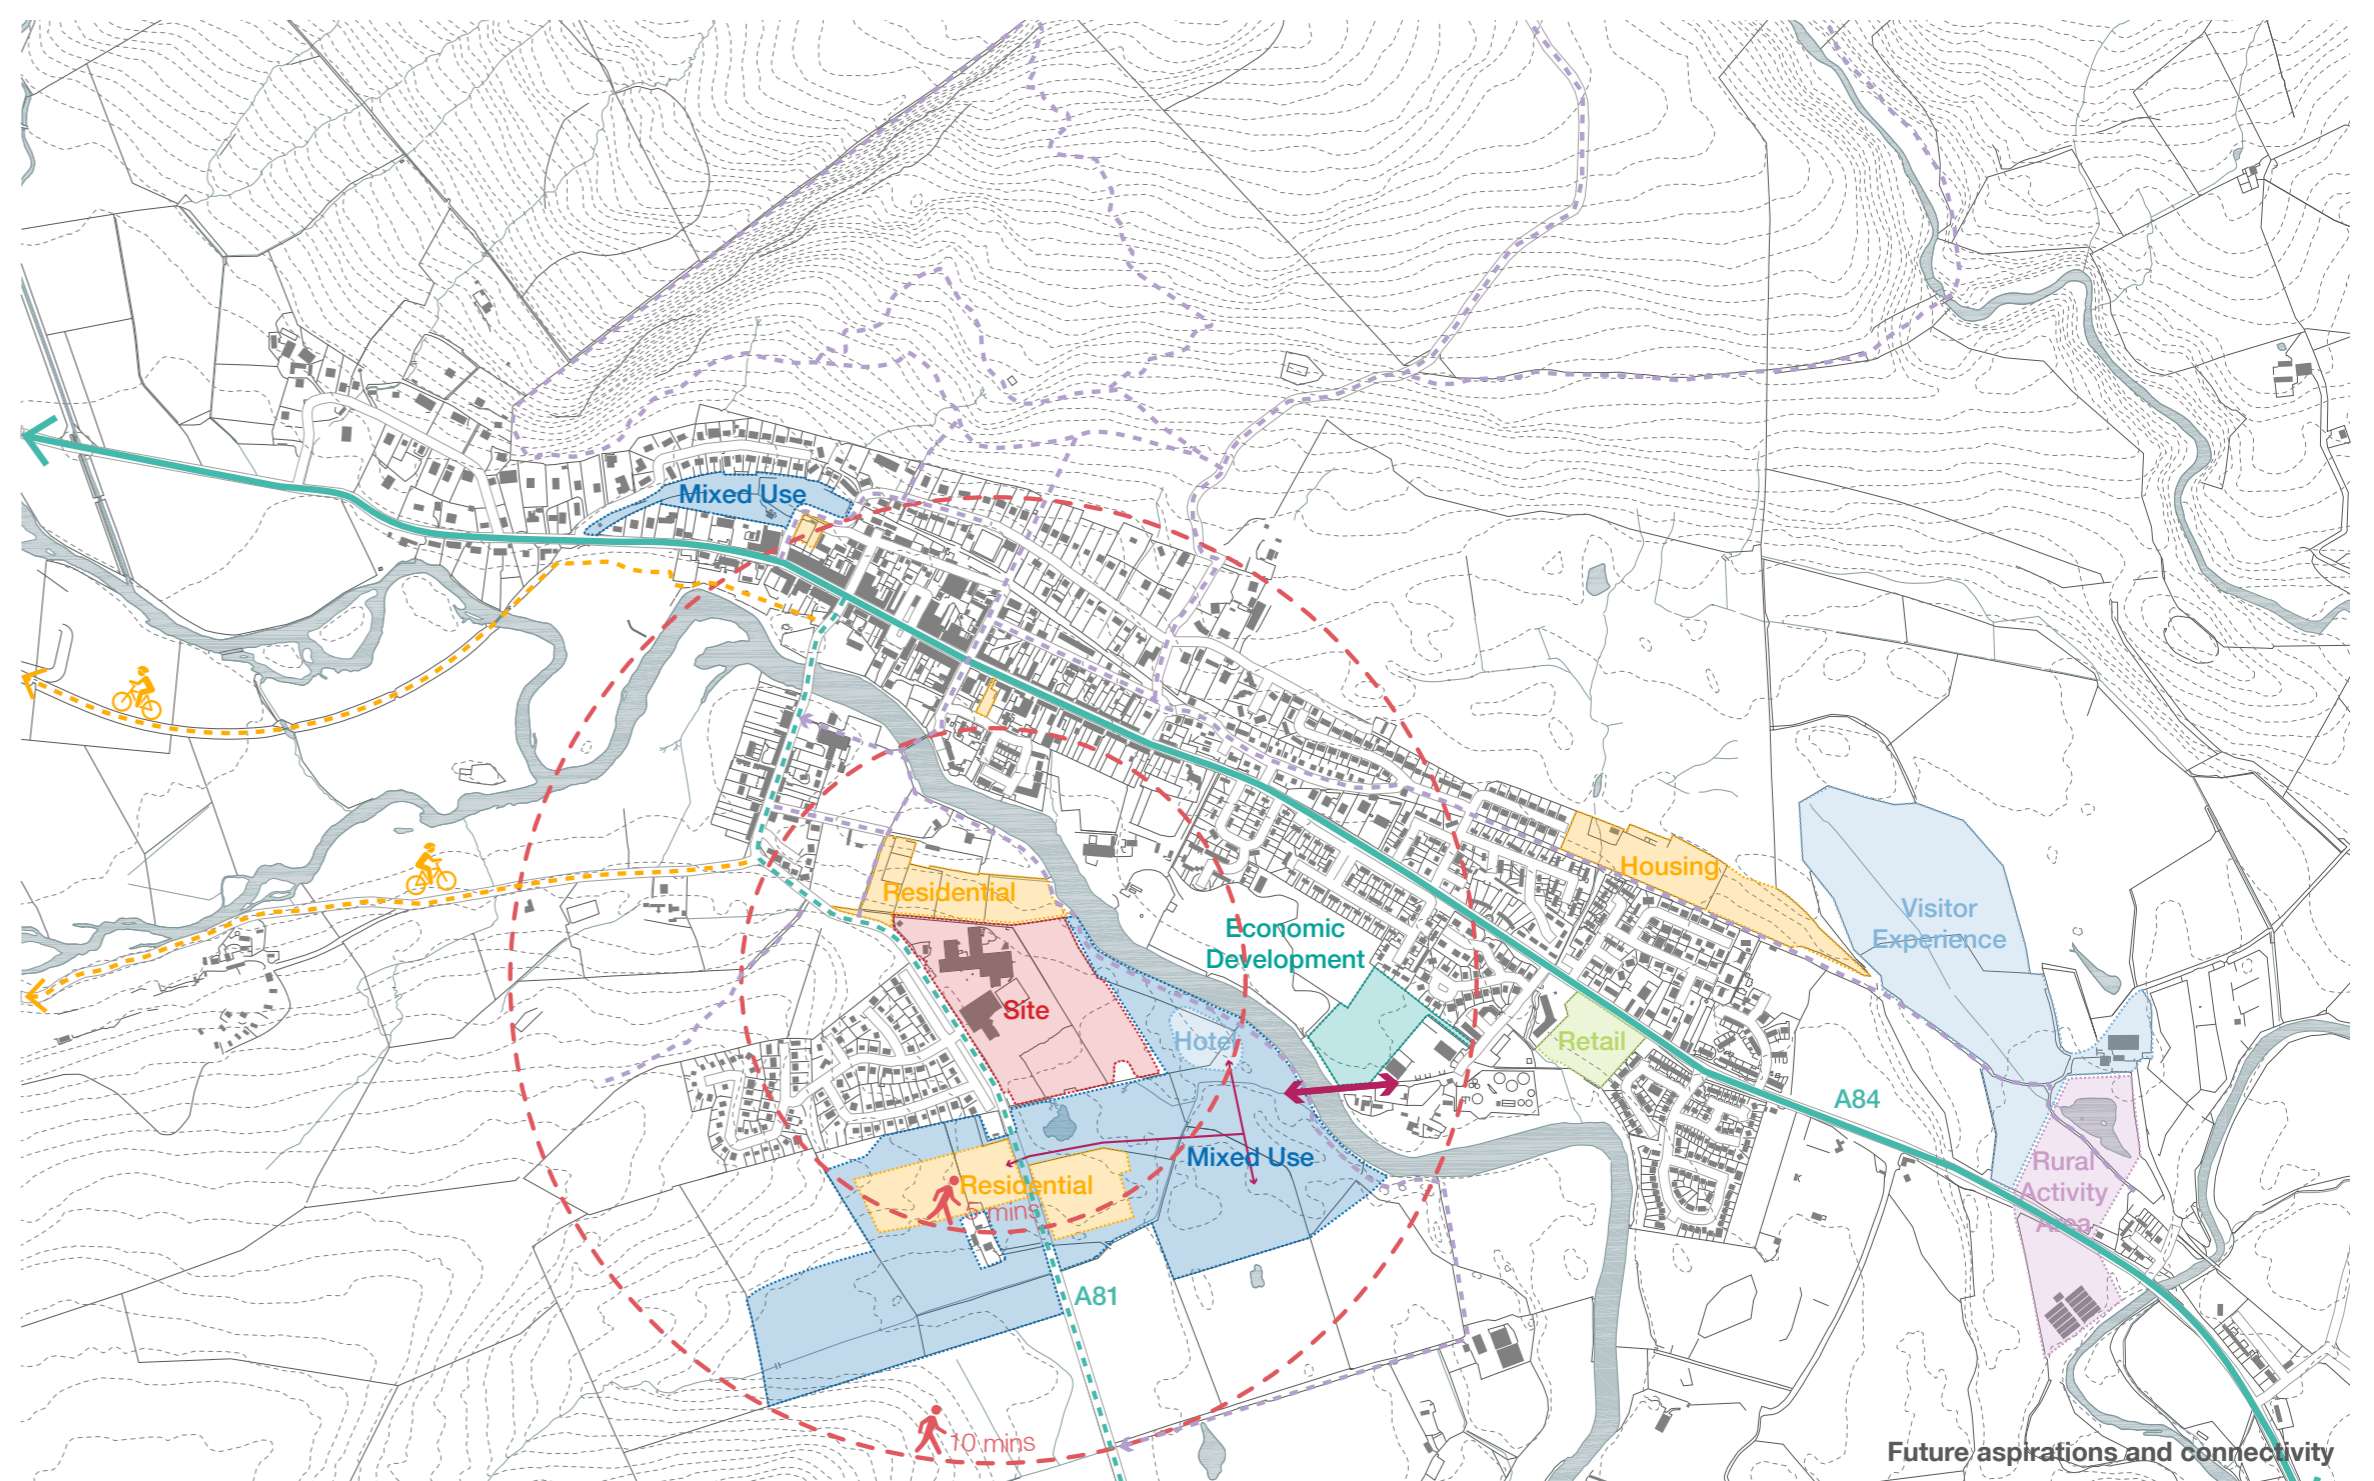 Mixed Use
Housing
Residential
Visitor
Experience
Economic
Development
Site
Hotel
Retail
A84
Mixed Use
Rural
Activity
Area
Residential
5 mins
A81
10 mins
Future aspirations and connectivity